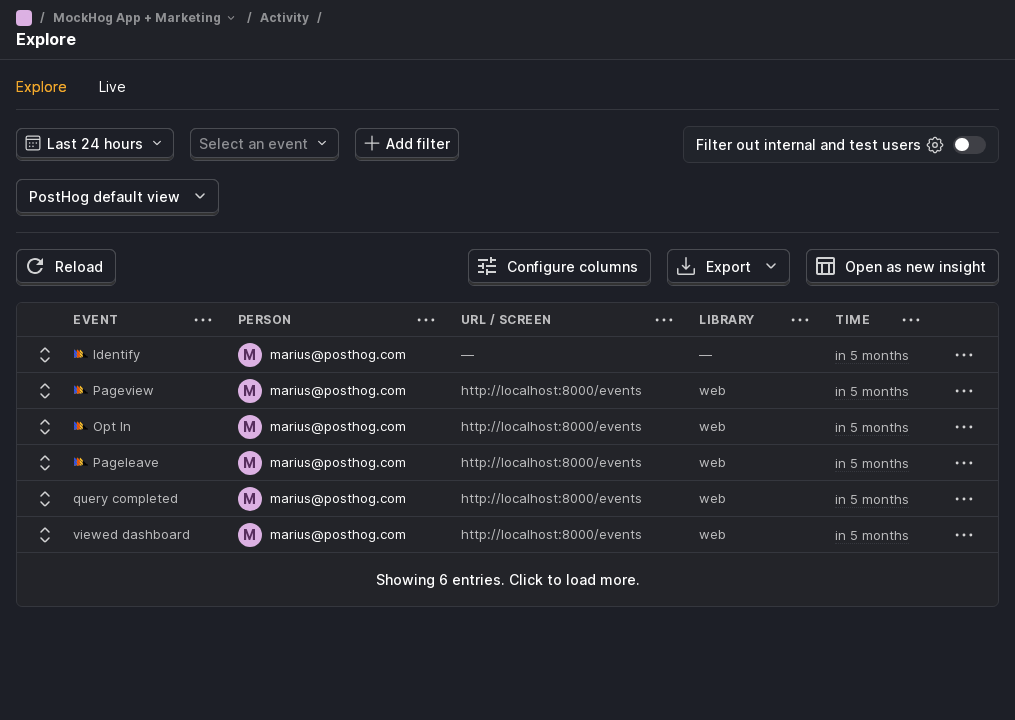 / MockHog App + Marketing / Activity /
Explore
Explore Live
Last 24 hours Select an event Add filter Filter out internal and test users
PostHog default view
Reload Configure columns Export Open as new insight
EVENT PERSON URL / SCREEN LIBRARY TIME
Identify M marius@posthog.com — — in 5 months
Pageview M marius@posthog.com http://localhost:8000/events web in 5 months
Opt In M marius@posthog.com http://localhost:8000/events web in 5 months
Pageleave M marius@posthog.com http://localhost:8000/events web in 5 months
query completed M marius@posthog.com http://localhost:8000/events web in 5 months
viewed dashboard M marius@posthog.com http://localhost:8000/events web in 5 months
Showing 6 entries. Click to load more.